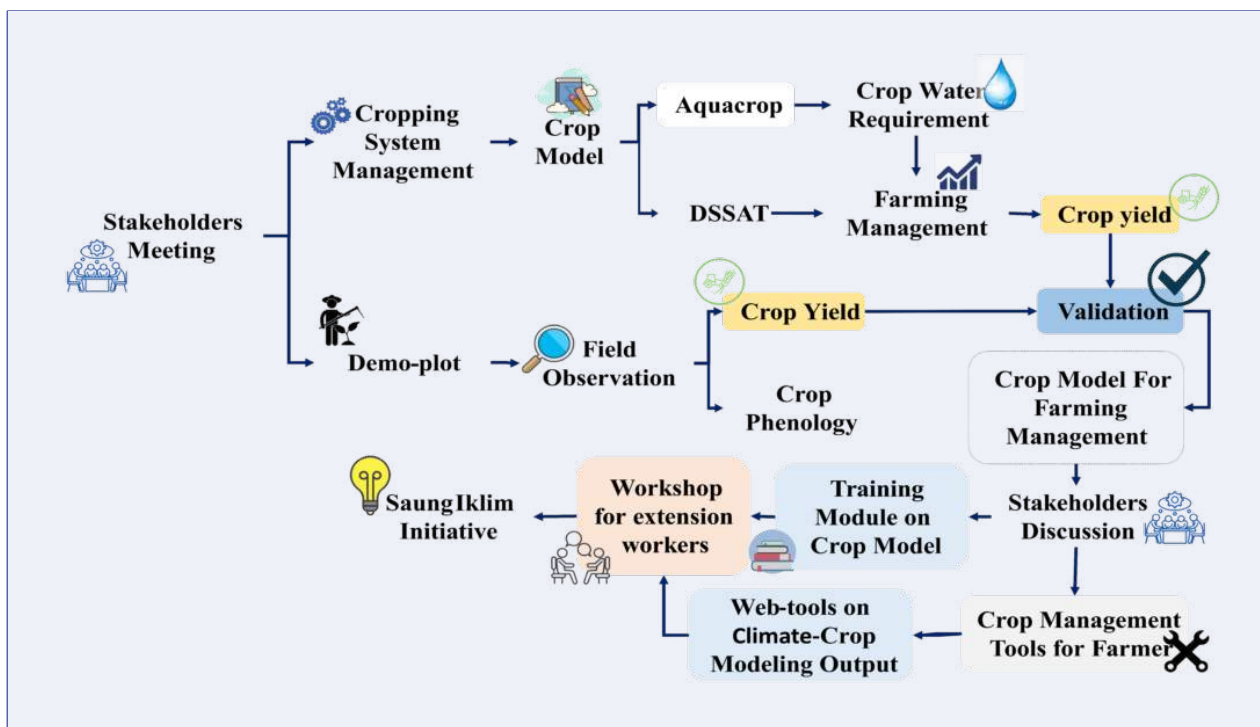 Cropping
System
Management
Crop
Model
Aquacrop
Crop Water
Requirement
DSSAT
Farming
Management
Crop yield
Stakeholders
Meeting
Demo-plot
Field
Observation
Crop Yield
Crop
Phenology
Validation
Crop Model For
Farming
Management
Stakeholders
Discussion
Training
Module on
Crop Model
Workshop
for extension
workers
Saung Iklim
Initiative
Crop Management
Tools for Farmer
Web-tools on
Climate-Crop
Modeling Output